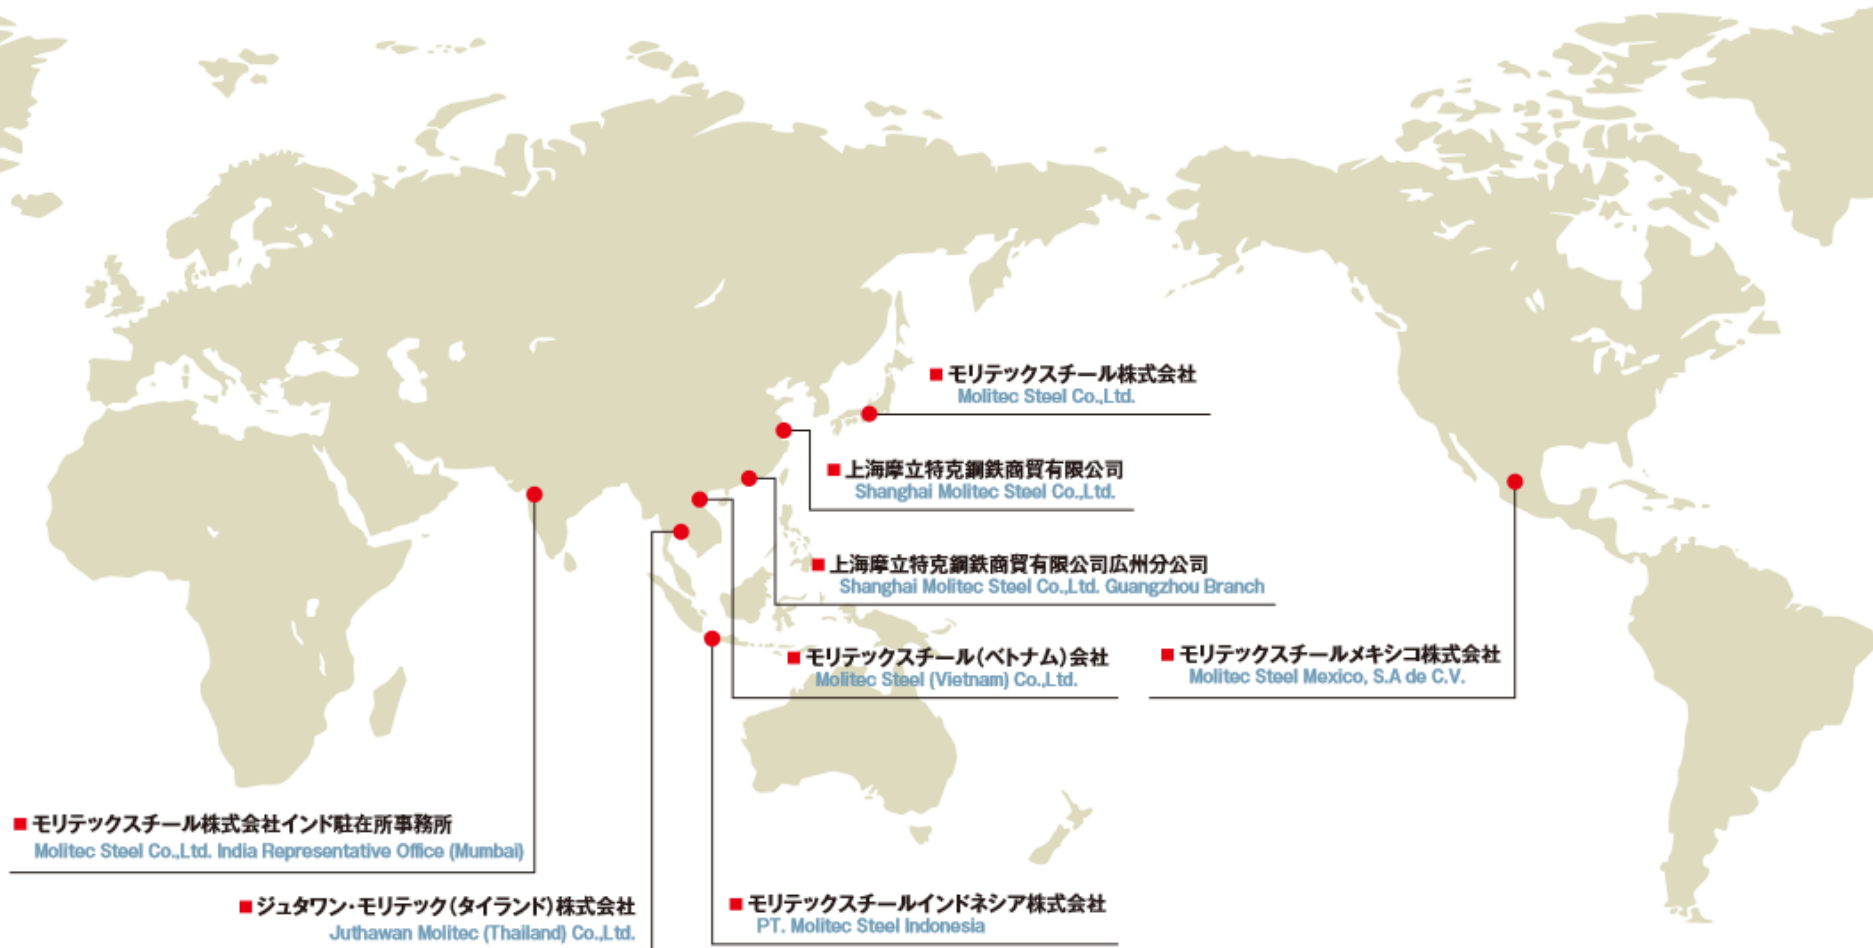 モリテックスチール株式会社
Molitec Steel Co.,Ltd.
上海摩立特克鋼鉄商貿有限公司
Shanghai Molitec Steel Co.,Ltd.
上海摩立特克鋼鉄商貿有限公司広州分公司
Shanghai Molitec Steel Co.,Ltd. Guangzhou Branch
モリテックスチール(ベトナム)会社
Molitec Steel (Vietnam) Co.,Ltd.
モリテックスチールメキシコ株式会社
Molitec Steel Mexico, S.A de C.V.
モリテックスチール株式会社インド駐在所事務所
Molitec Steel Co.,Ltd. India Representative Office (Mumbai)
ジュタワン・モリテック(タイランド)株式会社
Juthawan Molitec (Thailand) Co.,Ltd.
モリテックスチールインドネシア株式会社
PT. Molitec Steel Indonesia